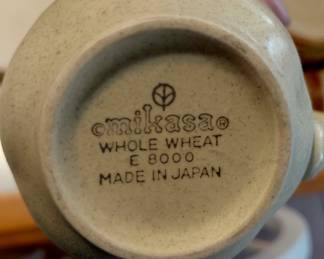 ©mikasa®
WHOLE WHEAT
E 8000
MADE IN JAPAN